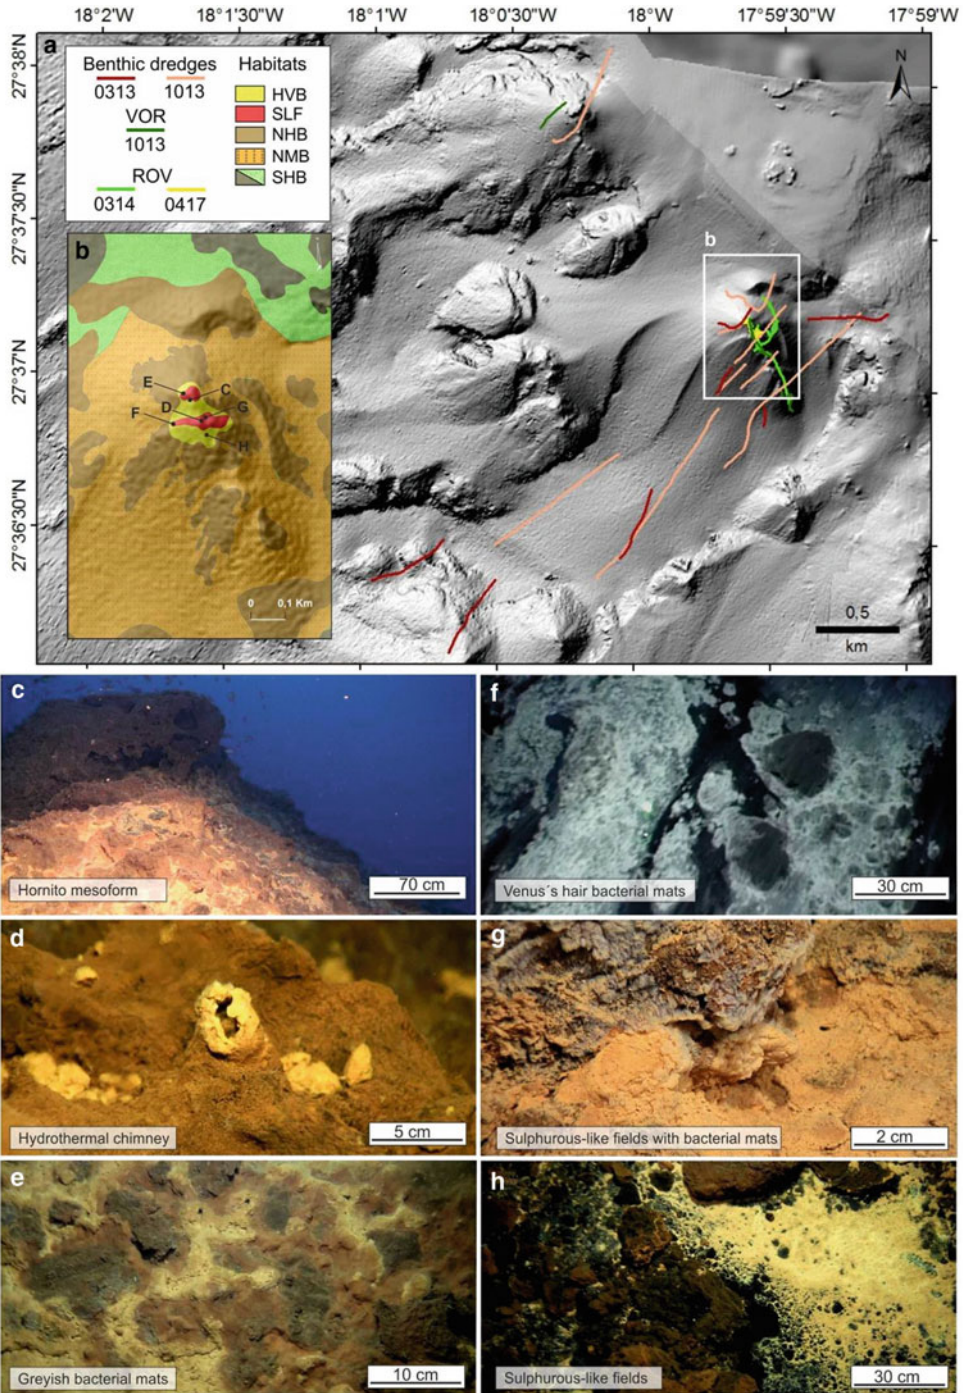 18°2'W 18°1'30"W 18°1'W 18°0'30"W 18°W 17°59'30"W 17°59'W
a
N
27°38'N
27°37'30"N
27°37'N
27°36'30"N
Benthic dredges
0313 1013
VOR
1013
ROV
0314 0417
Habitats
HVB
SLF
NHB
NMB
SHB
b
b
E
C
D
G
F
H
0 0,1 Km
0,5
km
c
Hornito mesoform
70 cm
f
Venus´s hair bacterial mats
30 cm
d
Hydrothermal chimney
5 cm
g
Sulphurous-like fields with bacterial mats
2 cm
e
Greyish bacterial mats
10 cm
h
Sulphurous-like fields
30 cm